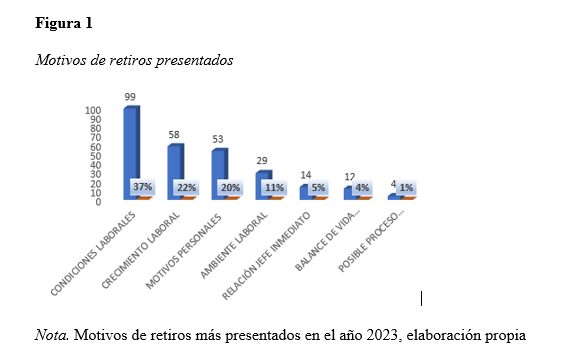 Figura 1
Motivos de retiros presentados
99
58
53
29
14
12
4
100
90
80
70
60
50
40
30
20
10
0
37%
22%
20%
11%
5%
4%
1%
CONDICIONES LABORALES
CRECIMIENTO LABORAL
MOTIVOS PERSONALES
AMBIENTE LABORAL
RELACIÓN JEFE INMEDIATO
BALANCE DE VIDA...
POSIBLE PROCESO...
Nota. Motivos de retiros más presentados en el año 2023, elaboración propia